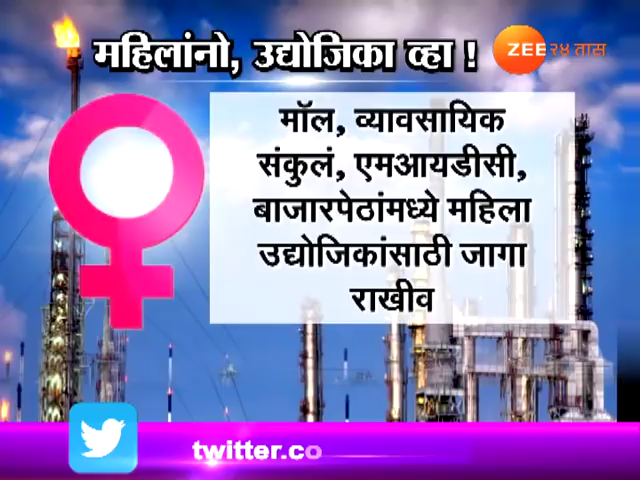 महिलांनो, उद्योजिका व्हा !
ZEE २४ तास
मॉल, व्यावसायिक
संकुलं, एमआयडीसी,
बाजारपेठांमध्ये महिला
उद्योजिकांसाठी जागा
राखीव
twitter.co